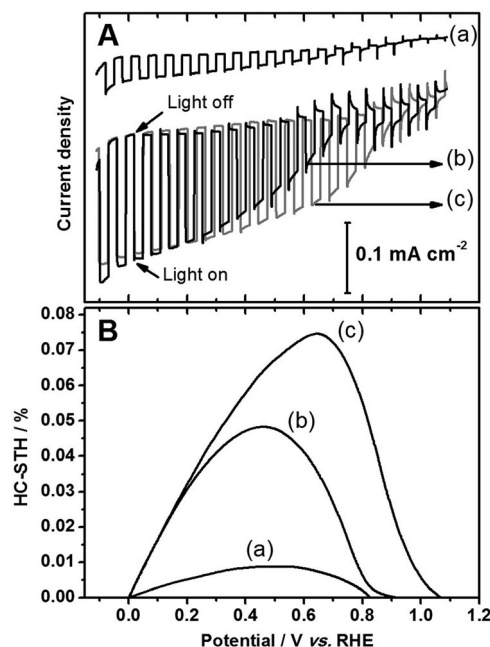 A
(a)
Light off
Current density
(b)
(c)
Light on
0.1 mA cm-2
B
0.08
0.07
0.06
0.05
0.04
0.03
0.02
0.01
0.00
HC-STH / %
(c)
(b)
(a)
0.0 0.2 0.4 0.6 0.8 1.0 1.2
Potential / V vs. RHE